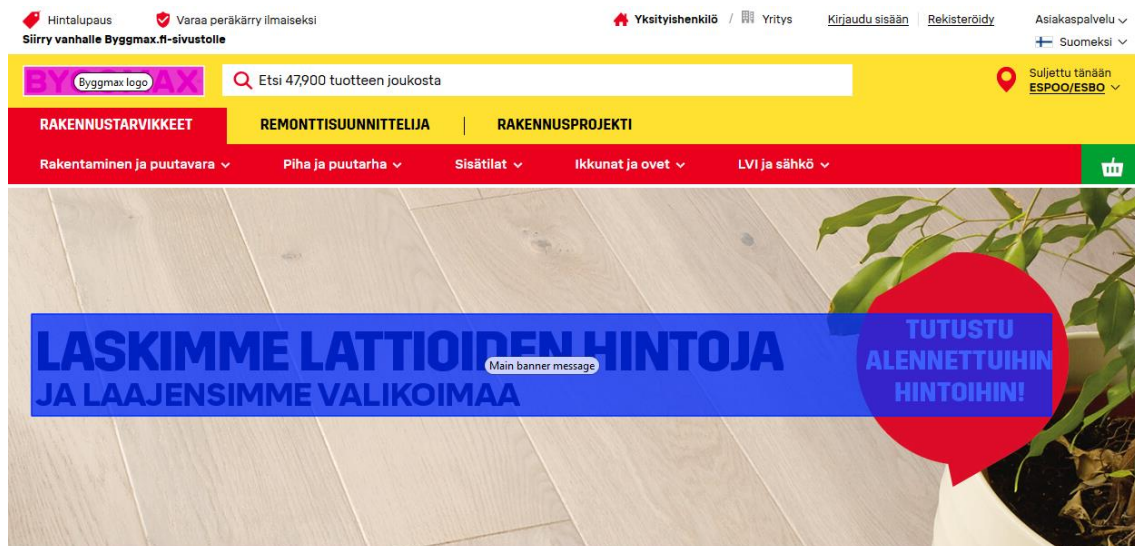 Hintalupaus
Varaa peräkärry ilmaiseksi
Yksityishenkilö / Yritys
Kirjaudu sisään
Rekisteröidy
Asiakaspalvelu
Siirry vanhalle Byggmax.fi-sivustolle
Suomeksi
BYGGMAX
Byggmax logo
Etsi 47,900 tuotteen joukosta
Suljettu tänään
ESPOO/ESBO
RAKENNUSTARVIKKEET
REMONTTISUUNNITTELIJA
RAKENNUSPROJEKTI
Rakentaminen ja puutavara
Piha ja puutarha
Sisätilat
Ikkunat ja ovet
LVI ja sähkö
LASKIMME LATTIOIDEN HINTOJA
Main banner message
JA LAAJENSIMME VALIKOIMAA
TUTUSTU
ALENNETTUIHIN
HINTOIHIN!